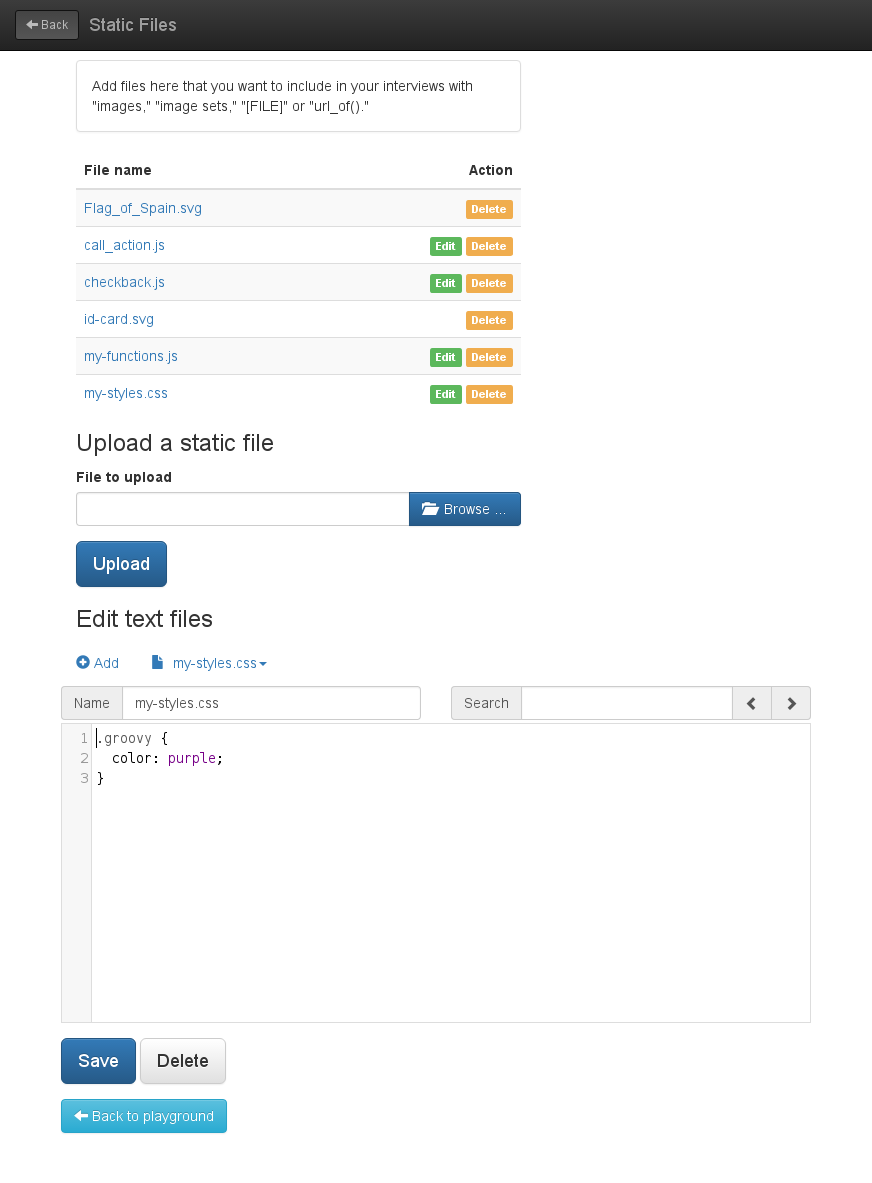 Back Static Files
Add files here that you want to include in your interviews with
"images," "image sets," "[FILE]" or "url_of()."
File name Action
Flag_of_Spain.svg Delete
call_action.js Edit Delete
checkback.js Edit Delete
id-card.svg Delete
my-functions.js Edit Delete
my-styles.css Edit Delete
Upload a static file
File to upload
Browse ...
Upload
Edit text files
Add my-styles.css
Name my-styles.css Search
1 .groovy {
2   color: purple;
3 }
Save Delete
Back to playground